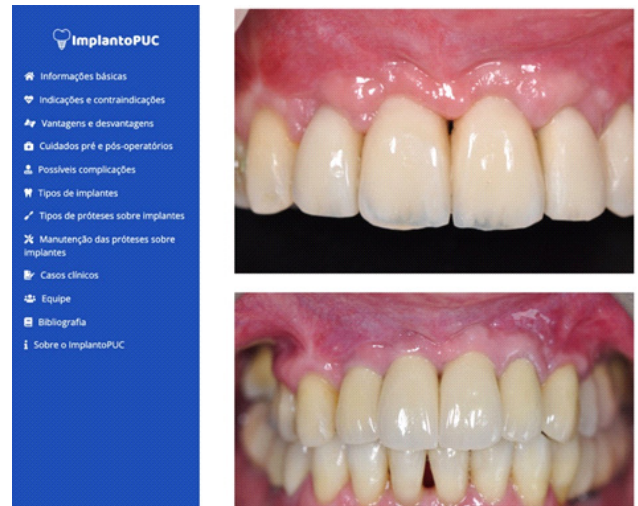 ImplantoPUC
Informações básicas
Indicações e contraindicações
Vantagens e desvantagens
Cuidados pré e pós-operatórios
Possíveis complicações
Tipos de implantes
Tipos de próteses sobre implantes
Manutenção das próteses sobre
implantes
Casos clínicos
Equipe
Bibliografia
Sobre o ImplantoPUC